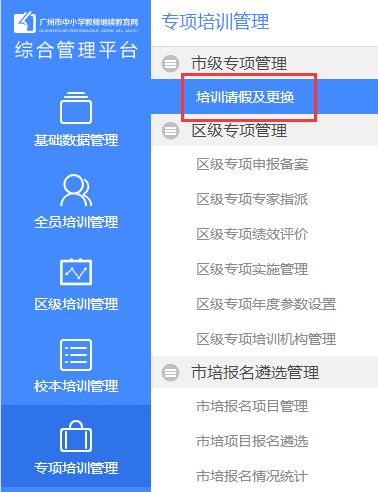 广州市中小学教师继续教育网
综合管理平台
基础数据管理
全员培训管理
区级培训管理
校本培训管理
专项培训管理
专项培训管理
市级专项管理
培训请假及更换
区级专项管理
区级专项申报备案
区级专项专家指派
区级专项绩效评价
区级专项实施管理
区级专项年度参数设置
区级专项培训机构管理
市培报名遴选管理
市培报名项目管理
市培项目报名遴选
市培报名情况统计